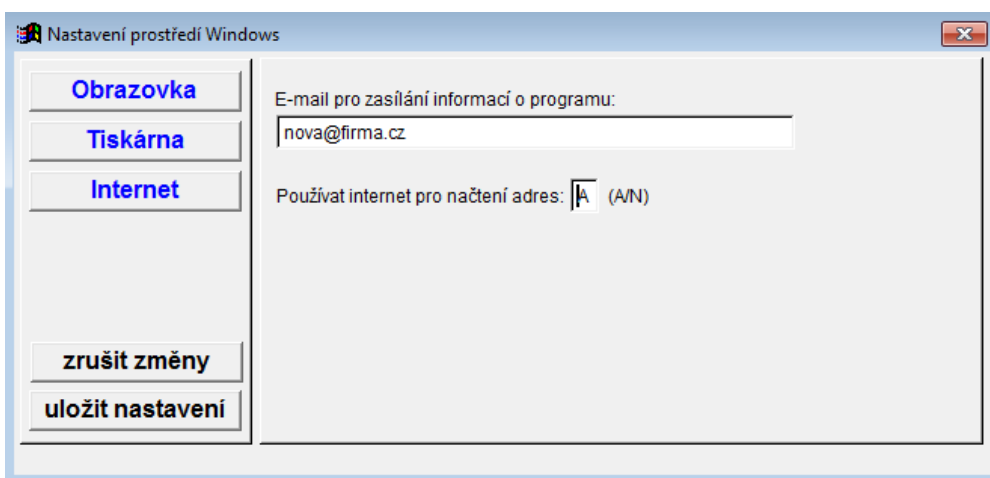 Nastavení prostředí Windows
Obrazovka
Tiskárna
Internet
zrušit změny
uložit nastavení
E-mail pro zasílání informací o programu:
nova@firma.cz
Používat internet pro načtení adres: A (A/N)